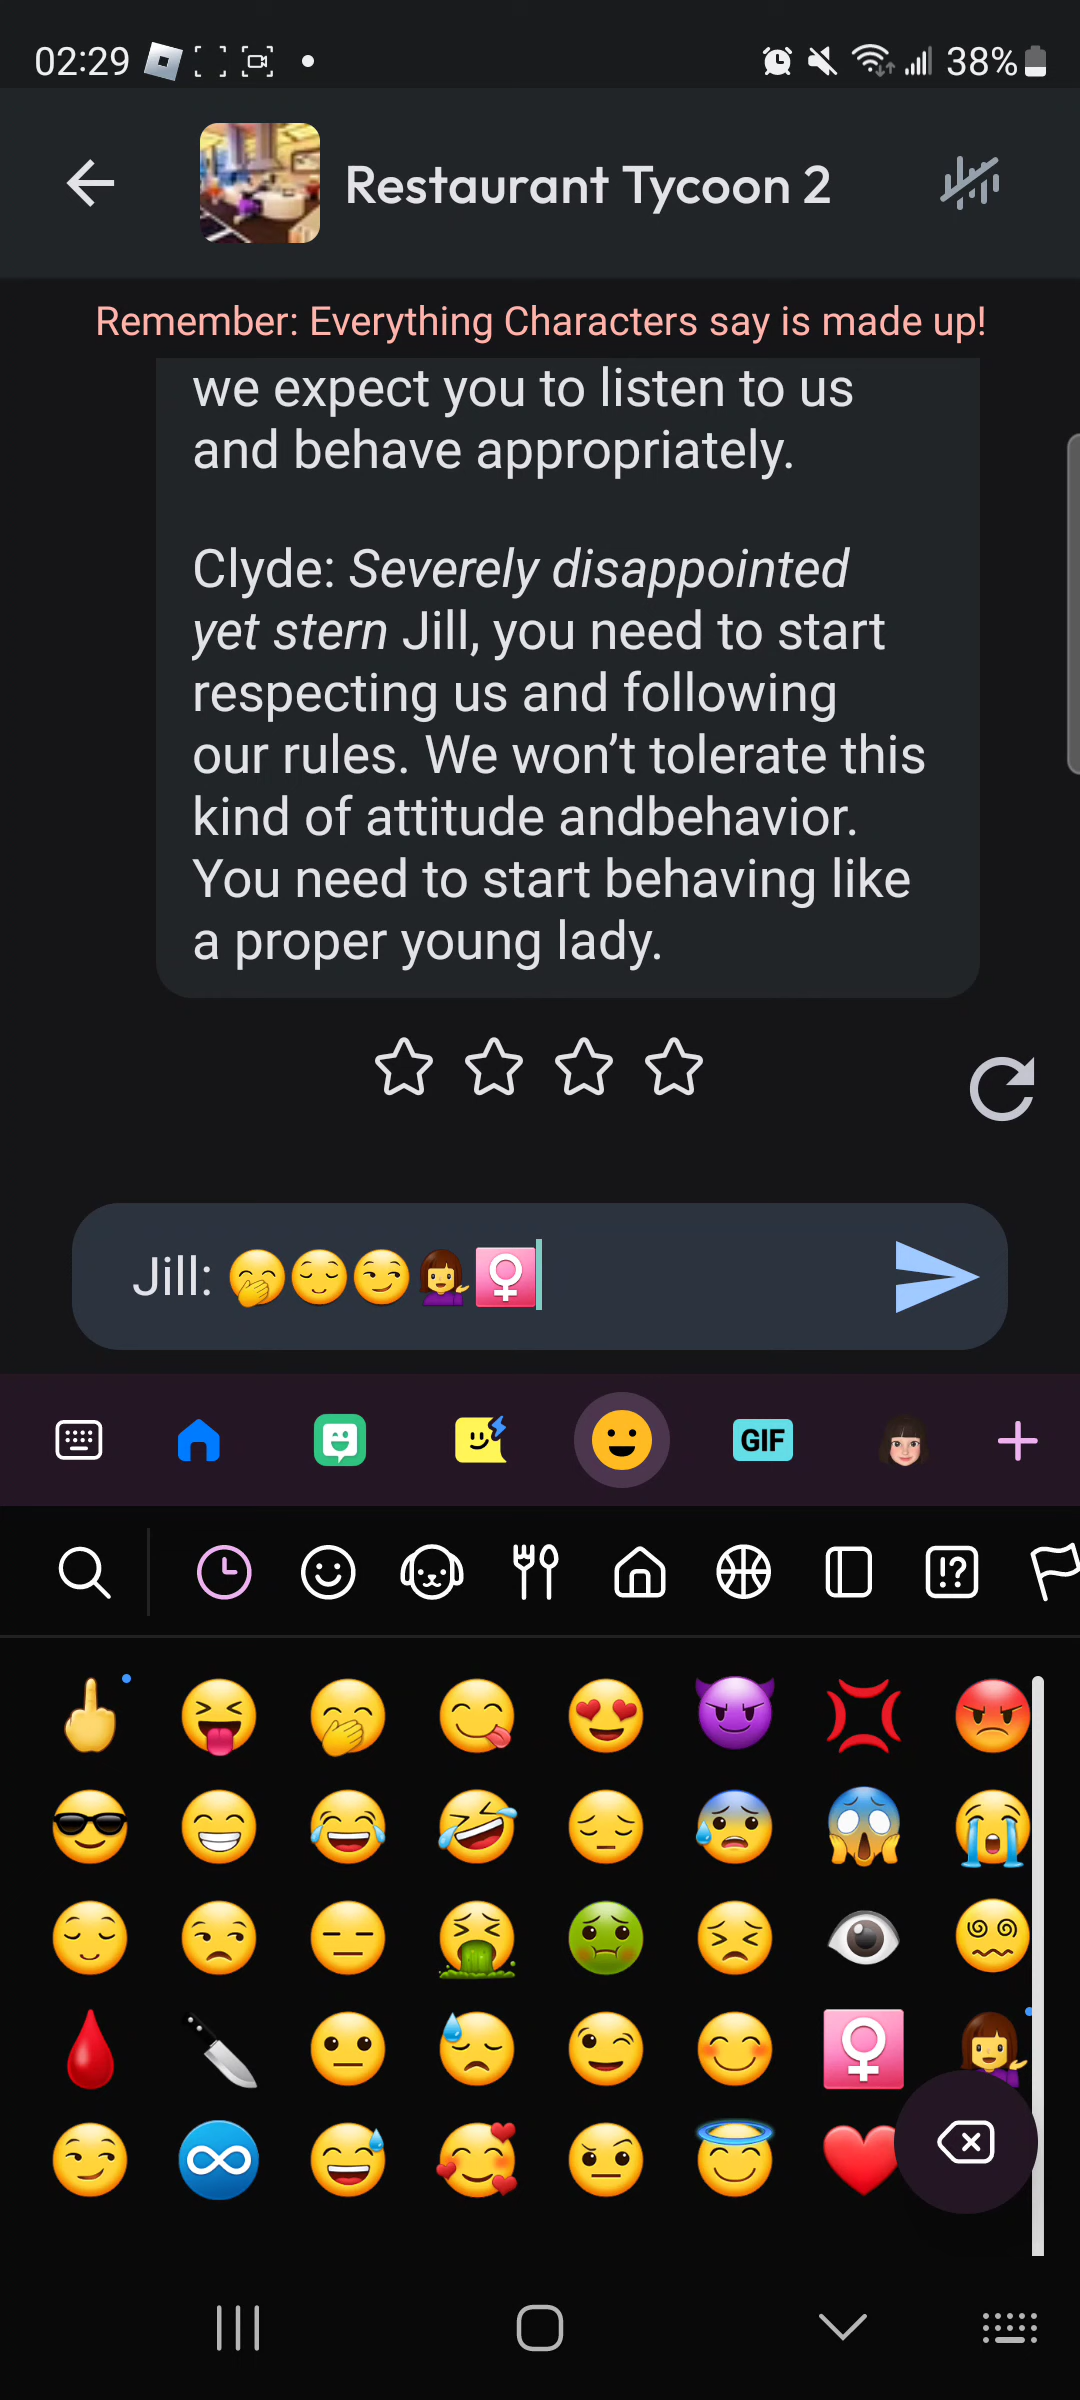 02:29
38%
Restaurant Tycoon 2
Remember: Everything Characters say is made up!
we expect you to listen to us
and behave appropriately.
Clyde: Severely disappointed
yet stern Jill, you need to start
respecting us and following
our rules. We won’t tolerate this
kind of attitude andbehavior.
You need to start behaving like
a proper young lady.
Jill: 🤭😌😏💁‍♀️♀️
GIF
!?